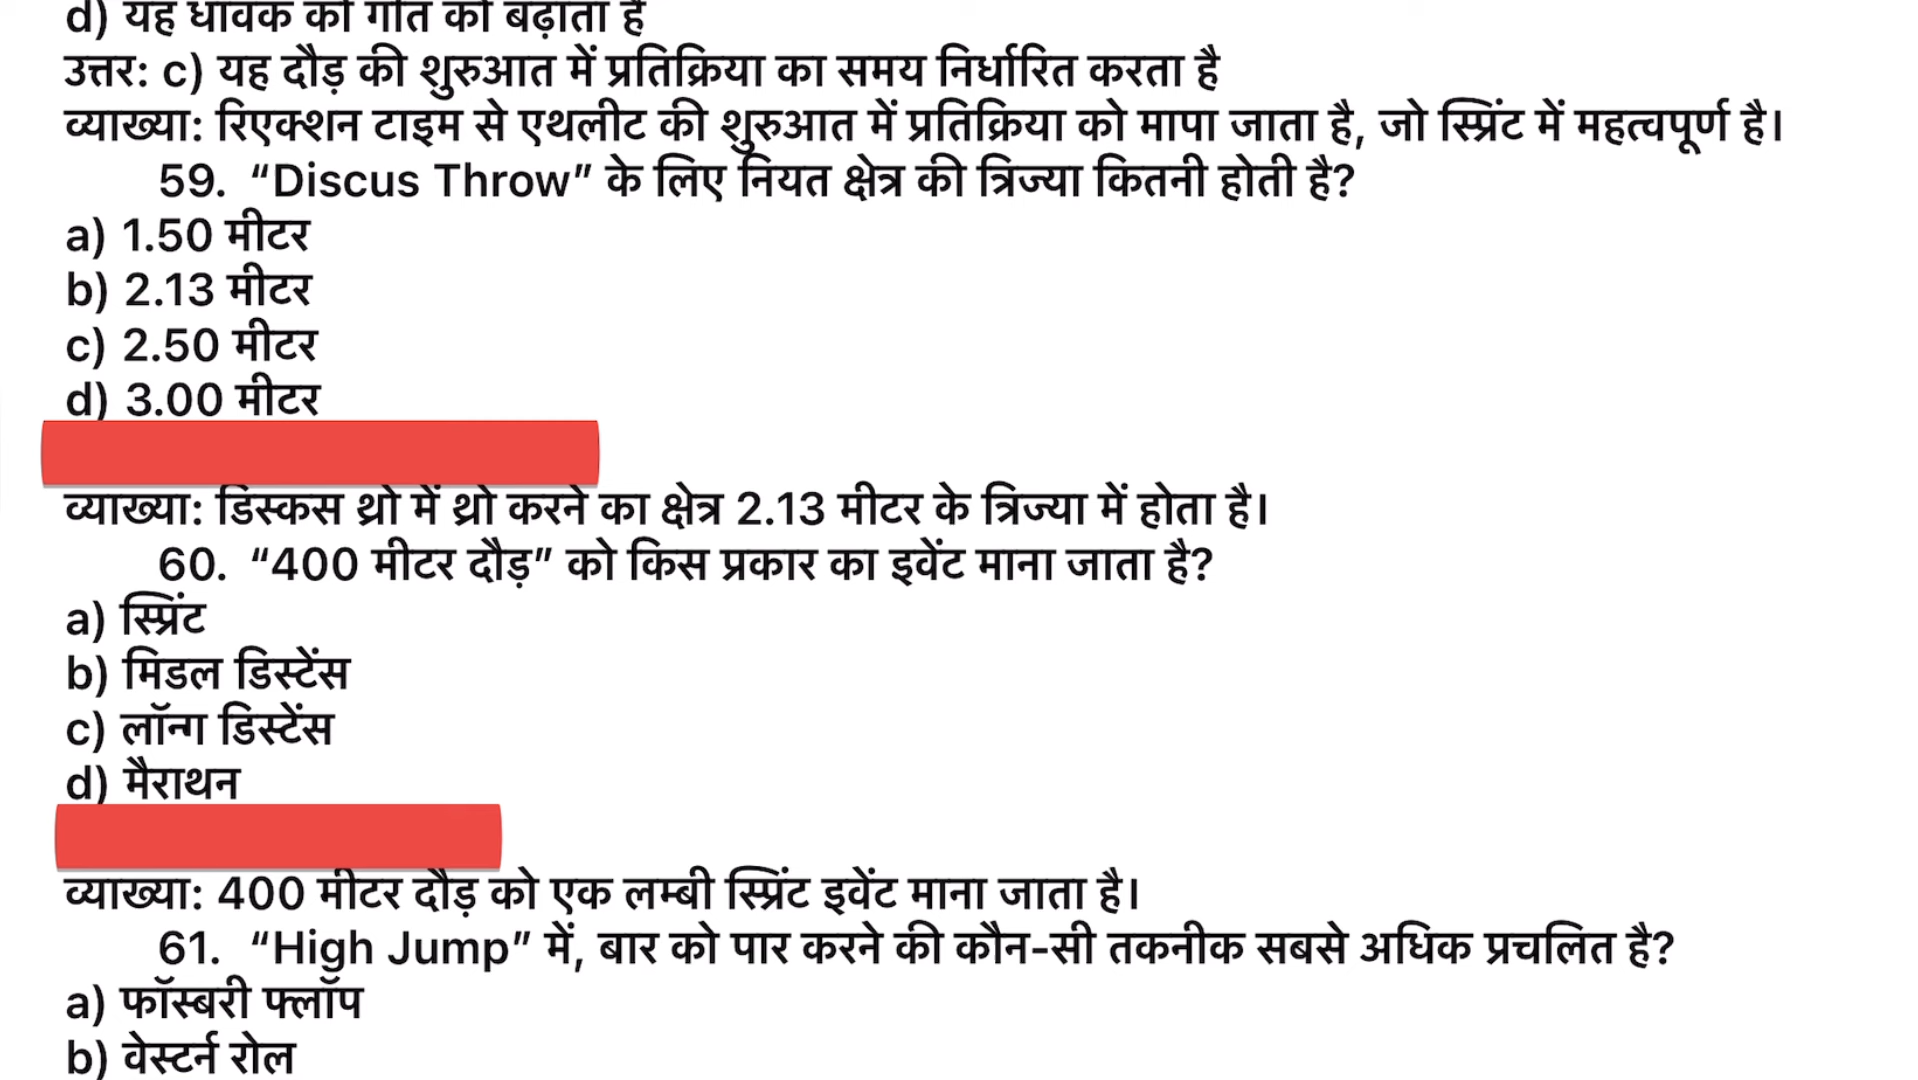 d) यह धावक की गति को बढ़ाता है
उत्तर: c) यह दौड़ की शुरुआत में प्रतिक्रिया का समय निर्धारित करता है
व्याख्या: रिएक्शन टाइम से एथलीट की शुरुआत में प्रतिक्रिया को मापा जाता है, जो स्प्रिंट में महत्वपूर्ण है।
59. “Discus Throw” के लिए नियत क्षेत्र की त्रिज्या कितनी होती है?
a) 1.50 मीटर
b) 2.13 मीटर
c) 2.50 मीटर
d) 3.00 मीटर
व्याख्या: डिस्कस थ्रो में थ्रो करने का क्षेत्र 2.13 मीटर के त्रिज्या में होता है।
60. “400 मीटर दौड़” को किस प्रकार का इवेंट माना जाता है?
a) स्प्रिंट
b) मिडल डिस्टेंस
c) लॉन्ग डिस्टेंस
d) मैराथन
व्याख्या: 400 मीटर दौड़ को एक लम्बी स्प्रिंट इवेंट माना जाता है।
61. “High Jump” में, बार को पार करने की कौन-सी तकनीक सबसे अधिक प्रचलित है?
a) फॉस्बरी फ्लॉप
b) वेस्टर्न रोल